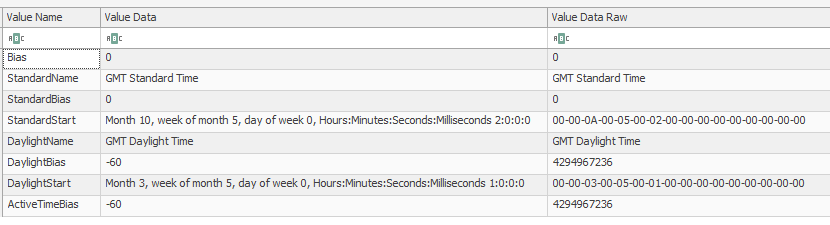 Value Name Value Data Value Data Raw
ABC ABC ABC
Bias 0 0
StandardName GMT Standard Time GMT Standard Time
StandardBias 0 0
StandardStart Month 10, week of month 5, day of week 0, Hours:Minutes:Seconds:Milliseconds 2:0:0:0 00-00-0A-00-05-00-02-00-00-00-00-00-00-00-00-00
DaylightName GMT Daylight Time GMT Daylight Time
DaylightBias -60 4294967236
DaylightStart Month 3, week of month 5, day of week 0, Hours:Minutes:Seconds:Milliseconds 1:0:0:0 00-00-03-00-05-00-01-00-00-00-00-00-00-00-00-00
ActiveTimeBias -60 4294967236